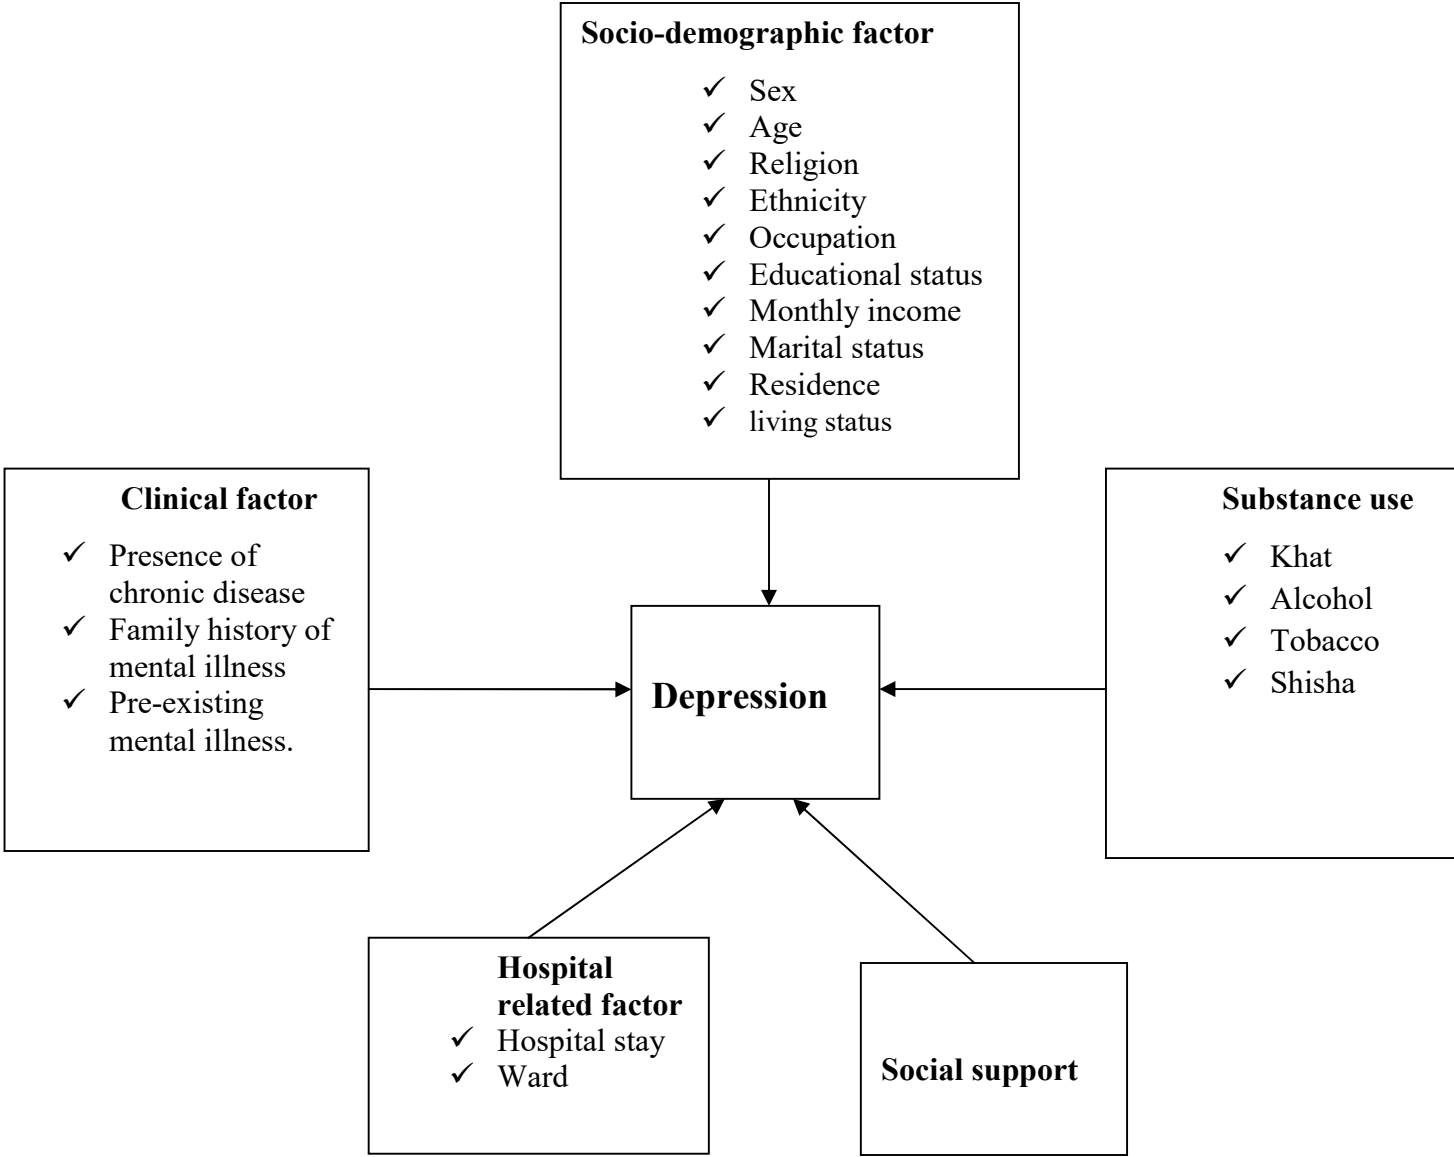 Socio-demographic factor
✓ Sex
✓ Age
✓ Religion
✓ Ethnicity
✓ Occupation
✓ Educational status
✓ Monthly income
✓ Marital status
✓ Residence
✓ living status
Clinical factor
✓ Presence of
chronic disease
✓ Family history of
mental illness
✓ Pre-existing
mental illness.
Depression
Substance use
✓ Khat
✓ Alcohol
✓ Tobacco
✓ Shisha
Hospital
related factor
✓ Hospital stay
✓ Ward
Social support